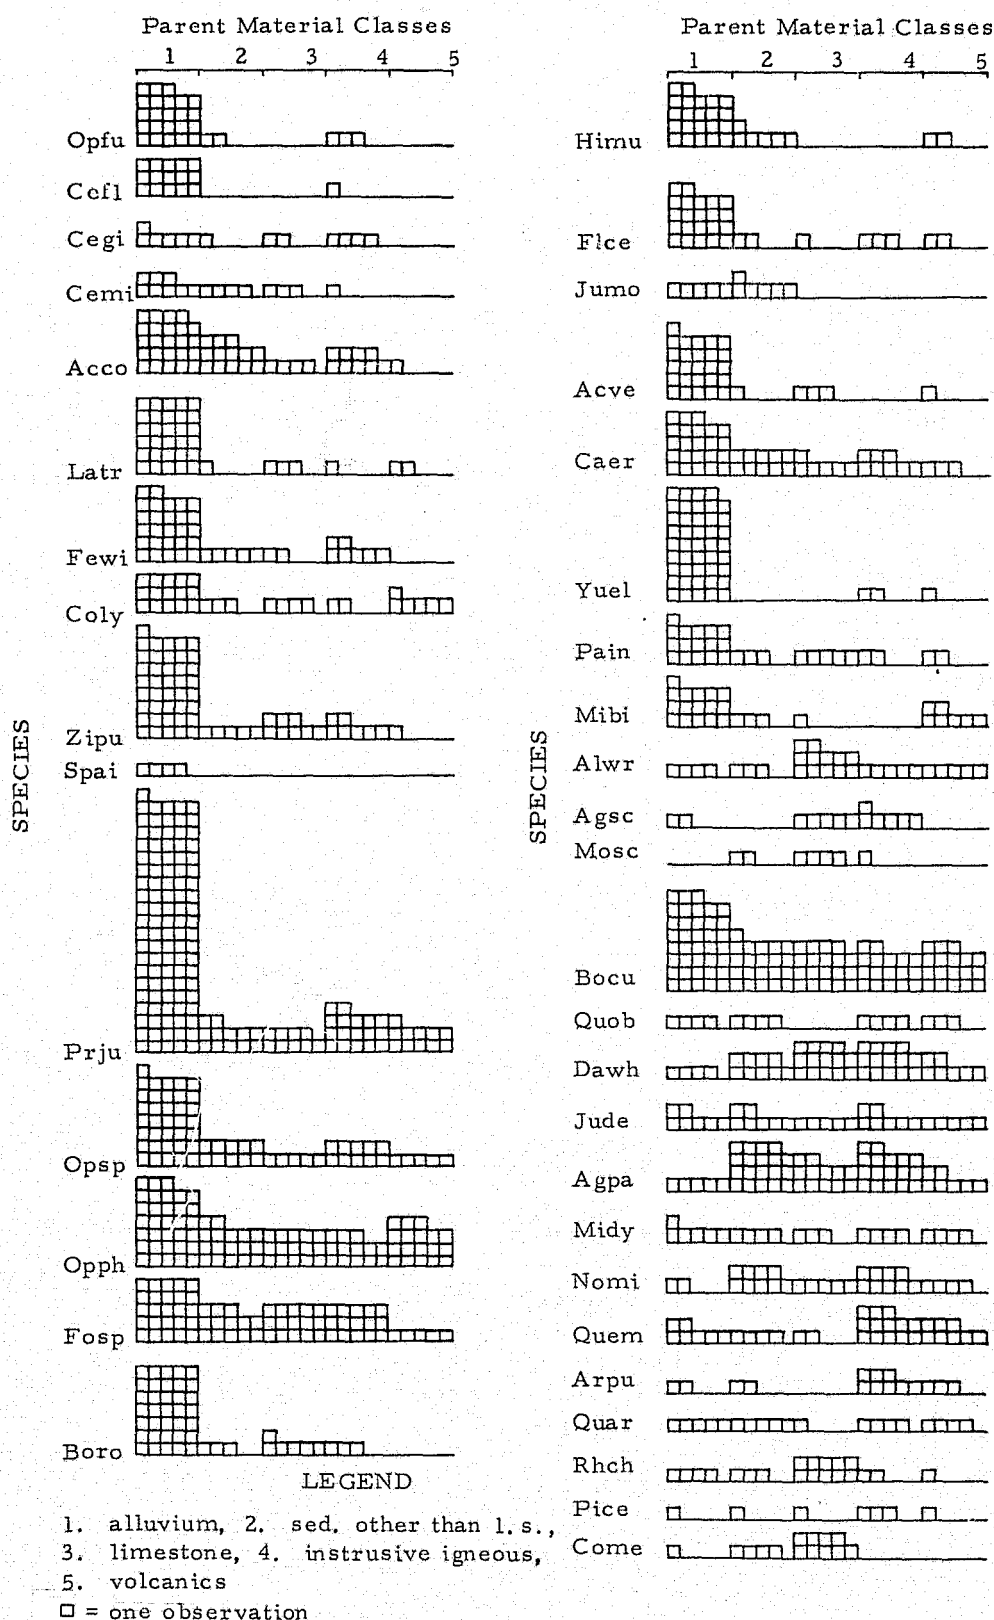 Parent Material Classes
1 2 3 4 5
Opfu
Cefl
Cegi
Cemi
Acco
Latr
Fewi
Coly
Zipu
Spai
Prju
Opsp
Opph
Fosp
Boro
SPECIES
Parent Material Classes
1 2 3 4 5
Himu
Flce
Jumo
Acve
Caer
Yuel
Pain
Mibi
Alwr
Agsc
Mosc
Bocu
Quob
Dawh
Jude
Agpa
Midy
Nomi
Quem
Arpu
Quar
Rhch
Pice
Come
SPECIES
LEGEND
1. alluvium, 2. sed. other than l.s.,
3. limestone, 4. instrusive igneous,
5. volcanics
□ = one observation